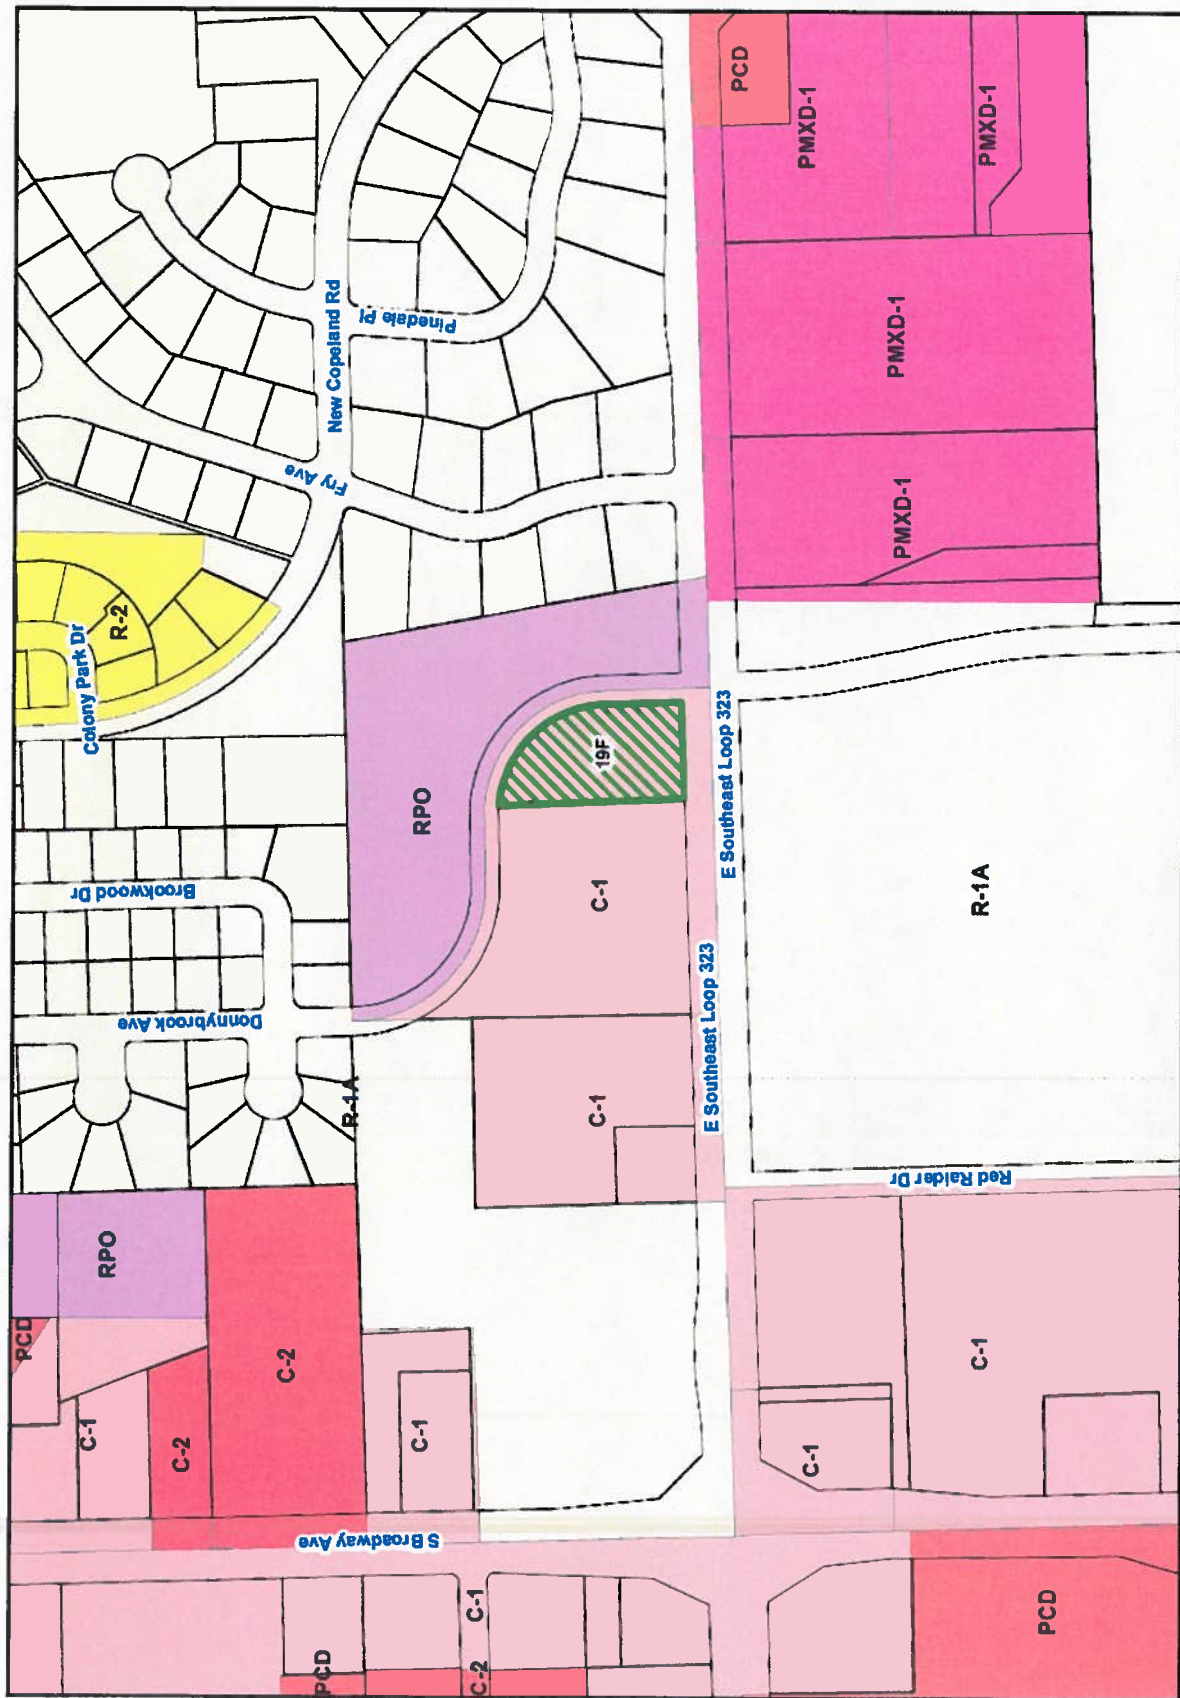 PCD
PMXD-1
PMXD-1
New Copeland Rd
Pinedale Pl
PMXD-1
Fry Ave
PMXD-1
R-2
Colony Park Dr
19F
E Southeast Loop 323
RPO
Brookwood Dr
C-1
R-1A
E Southeast Loop 323
Donnybrook Ave
R-1A
C-1
Red Raider Dr
RPO
PCD
C-2
C-1
C-1
C-2
C-1
C-1
S Broadway Ave
C-1
PCD
PCD
C-2